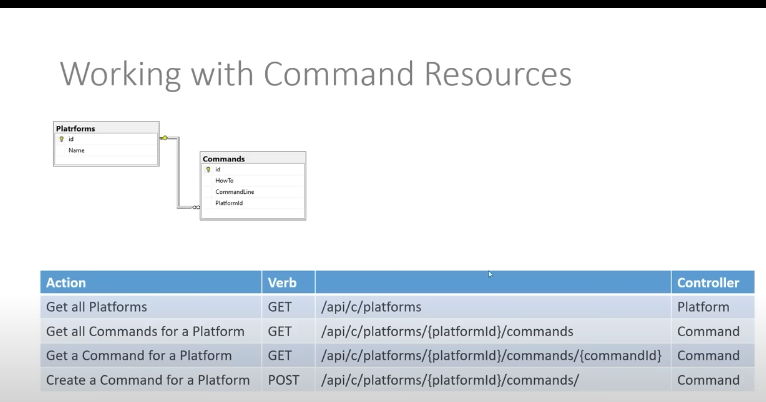 Working with Command Resources
Platrforms
id
Name
Commands
id
HowTo
CommandLine
PlatformId
Action Verb Controller
Get all Platforms GET /api/c/platforms Platform
Get all Commands for a Platform GET /api/c/platforms/{platformId}/commands Command
Get a Command for a Platform GET /api/c/platforms/{platformId}/commands/{commandId} Command
Create a Command for a Platform POST /api/c/platforms/{platformId}/commands/ Command